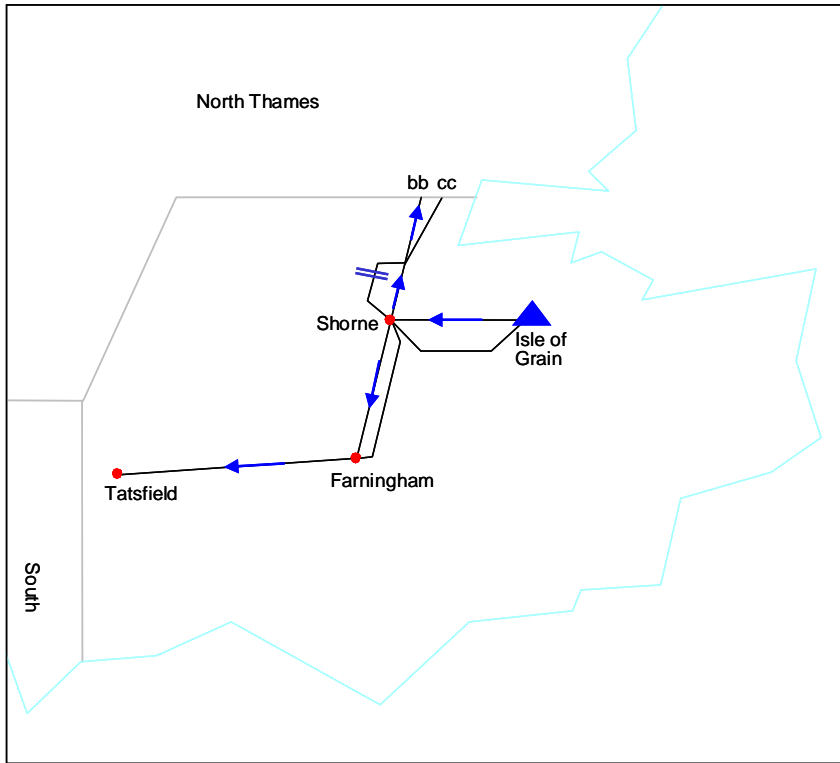 North Thames
bb cc
Shorne
Isle of
Grain
Farningham
Tatsfield
South